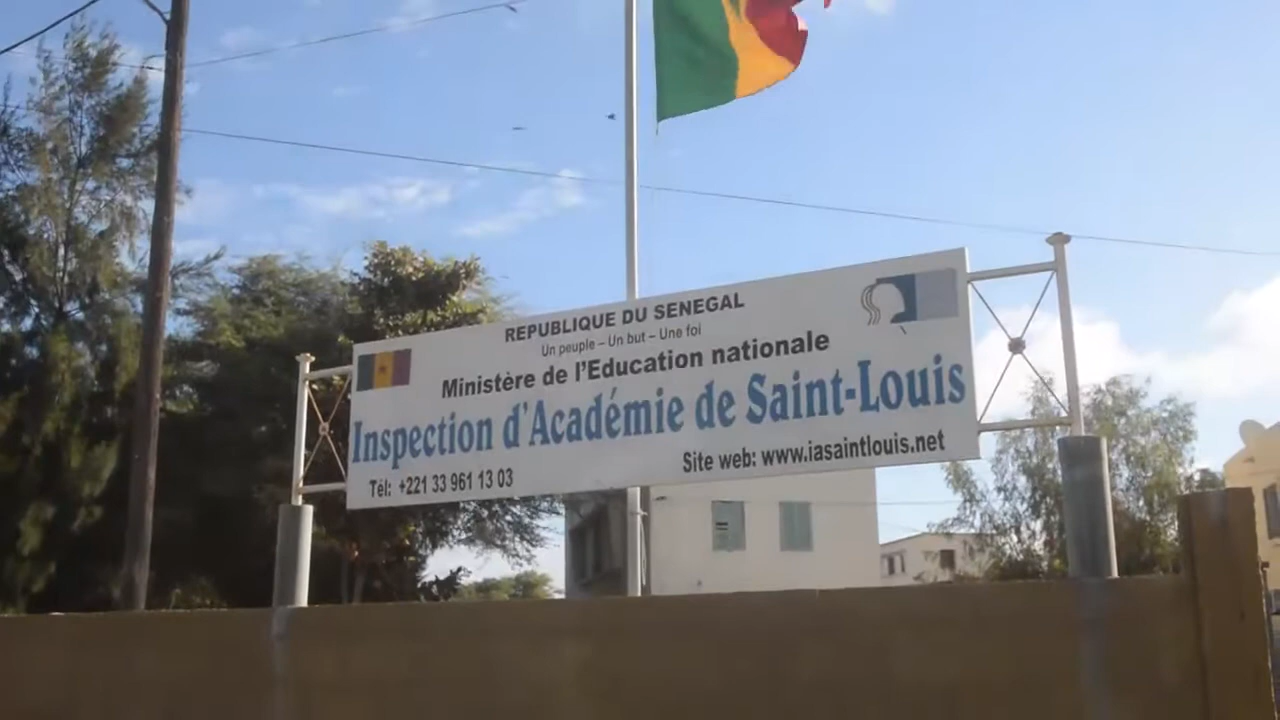 REPUBLIQUE DU SENEGAL
Un peuple – Un but – Une foi
Ministère de l'Education nationale
Inspection d'Académie de Saint-Louis
Tél: +221 33 961 13 03
Site web: www.iasaintlouis.net